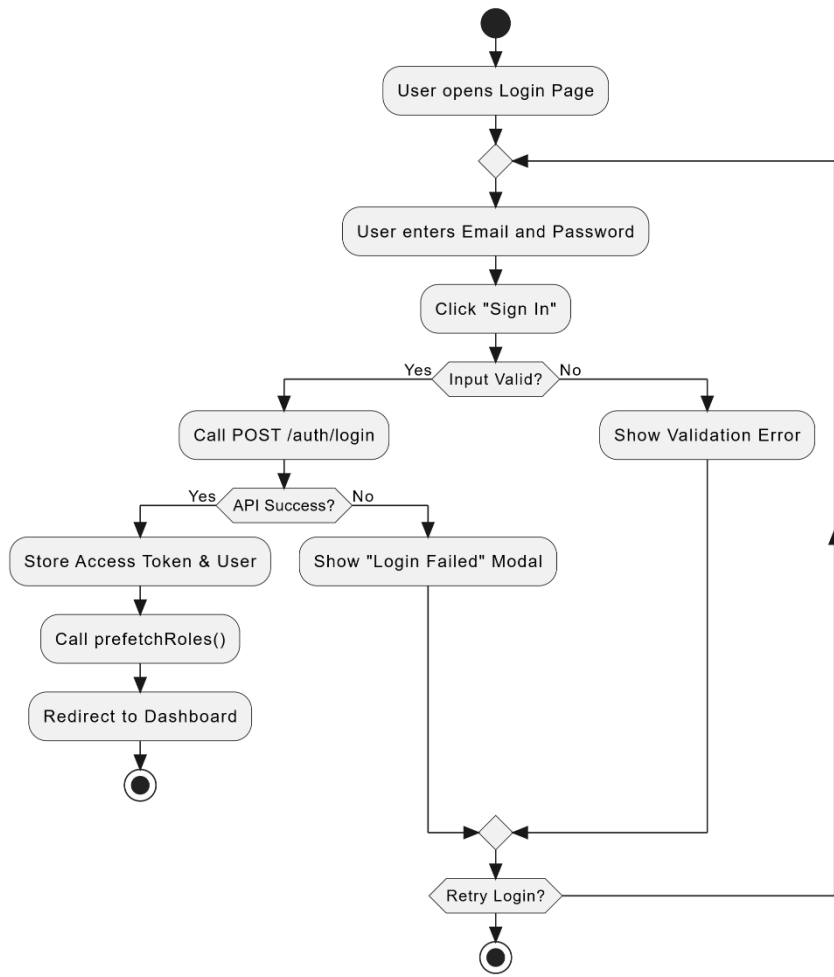 User opens Login Page
User enters Email and Password
Click "Sign In"
Yes
Input Valid?
No
Call POST /auth/login
Show Validation Error
Yes
API Success?
No
Store Access Token & User
Show "Login Failed" Modal
Call prefetchRoles()
Redirect to Dashboard
Retry Login?